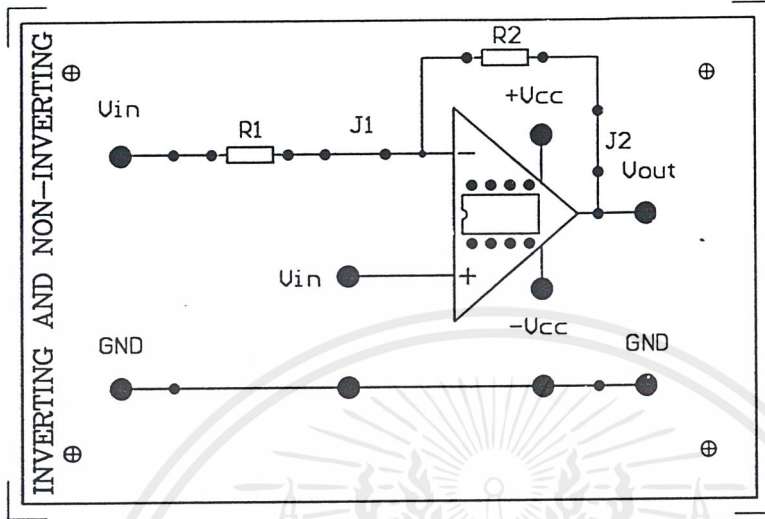 INVERTING AND NON-INVERTING
R2
Vin
+Vcc
R1
J1
J2
Vout
−
Vin
+
−Vcc
GND
GND